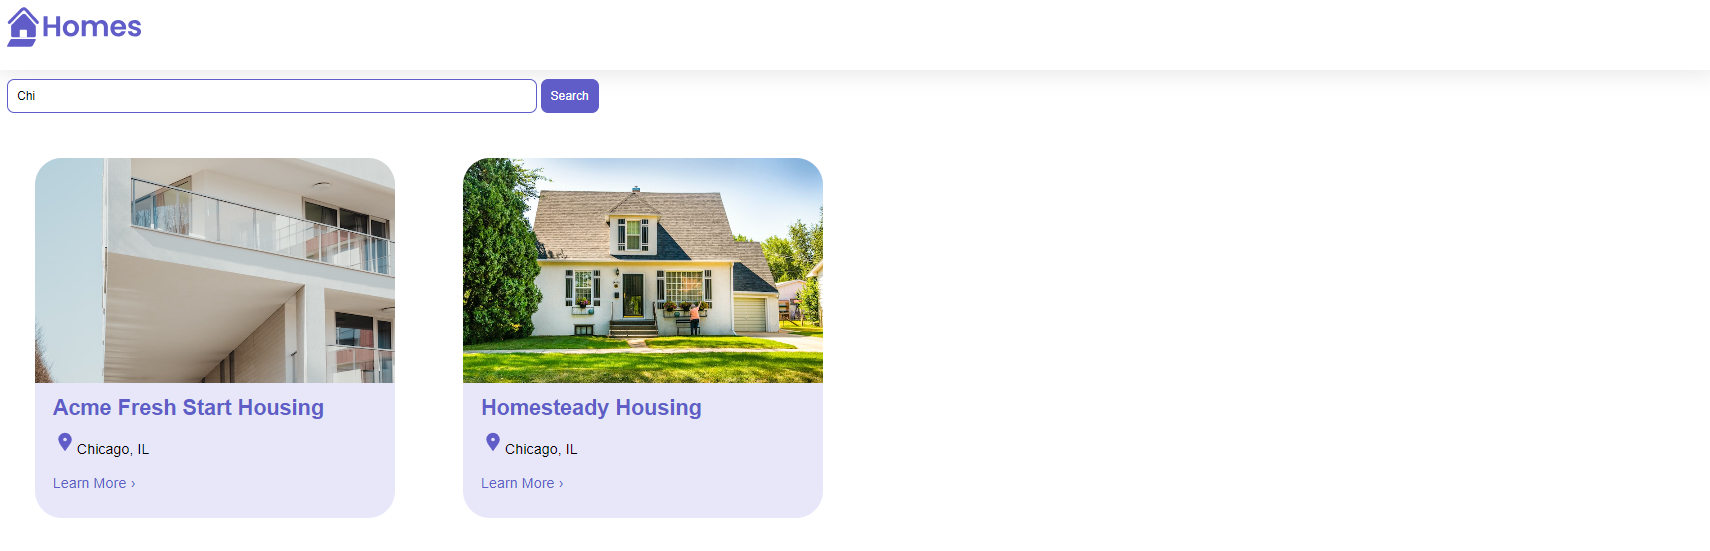 Homes
Chi
Search
Acme Fresh Start Housing
Chicago, IL
Learn More ›
Homesteady Housing
Chicago, IL
Learn More ›